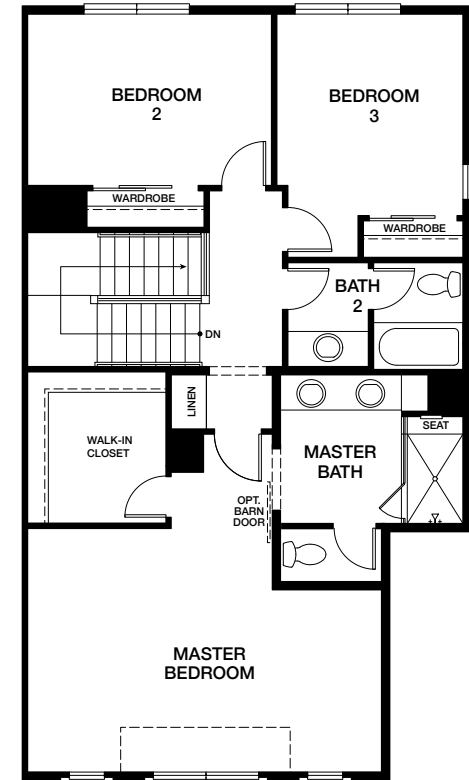 BEDROOM
2
BEDROOM
3
WARDROBE
WARDROBE
BATH
2
DN
LINEN
WALK-IN
CLOSET
MASTER
BATH
SEAT
OPT.
BARN
DOOR
MASTER
BEDROOM